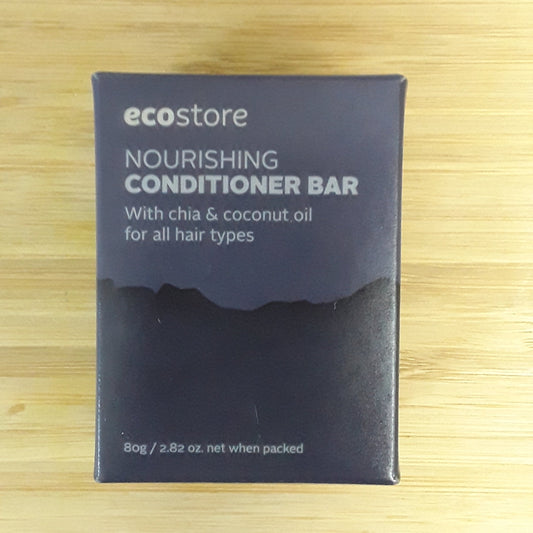 ecostore
NOURISHING
CONDITIONER BAR
With chia & coconut oil
for all hair types
80g / 2.82 oz. net when packed